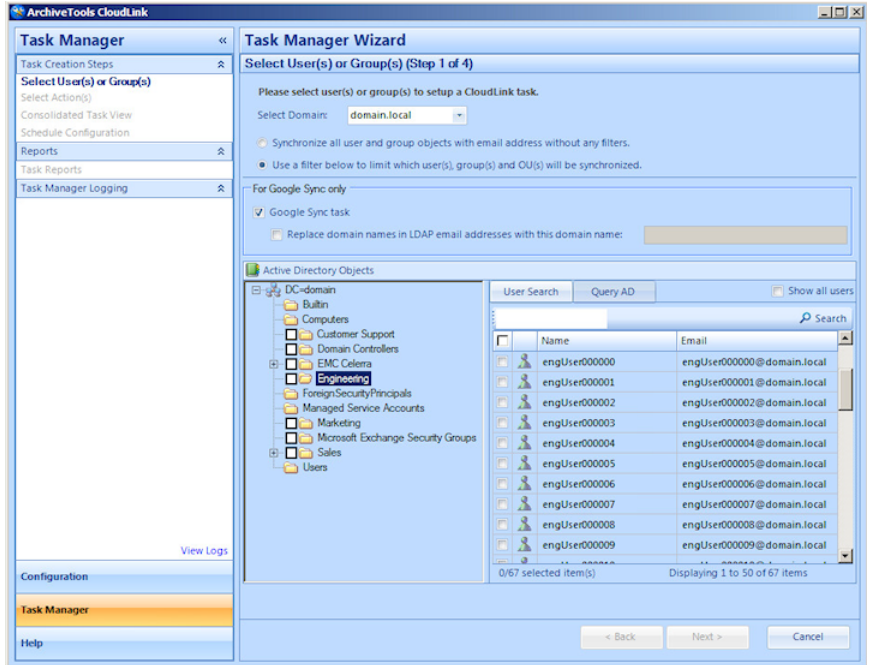 ArchiveTools CloudLink
Task Manager «
Task Creation Steps
Select User(s) or Group(s)
Select Action(s)
Consolidated Task View
Schedule Configuration
Reports
Task Reports
Task Manager Logging
View Logs
Configuration
Task Manager
Help
Task Manager Wizard
Select User(s) or Group(s) (Step 1 of 4)
Please select user(s) or group(s) to setup a CloudLink task.
Select Domain: domain.local
Synchronize all user and group objects with email address without any filters.
Use a filter below to limit which user(s), group(s) and OU(s) will be synchronized.
For Google Sync only
Google Sync task
Replace domain names in LDAP email addresses with this domain name:
Active Directory Objects
DC=domain
Builtin
Computers
Customer Support
Domain Controllers
EMC Celerra
Engineering
ForeignSecurityPrincipals
Managed Service Accounts
Marketing
Microsoft Exchange Security Groups
Sales
Users
User Search Query AD Show all users
Search
Name Email
engUser000000 engUser000000@domain.local
engUser000001 engUser000001@domain.local
engUser000002 engUser000002@domain.local
engUser000003 engUser000003@domain.local
engUser000004 engUser000004@domain.local
engUser000005 engUser000005@domain.local
engUser000006 engUser000006@domain.local
engUser000007 engUser000007@domain.local
engUser000008 engUser000008@domain.local
engUser000009 engUser000009@domain.local
0/67 selected item(s) Displaying 1 to 50 of 67 items
< Back Next > Cancel